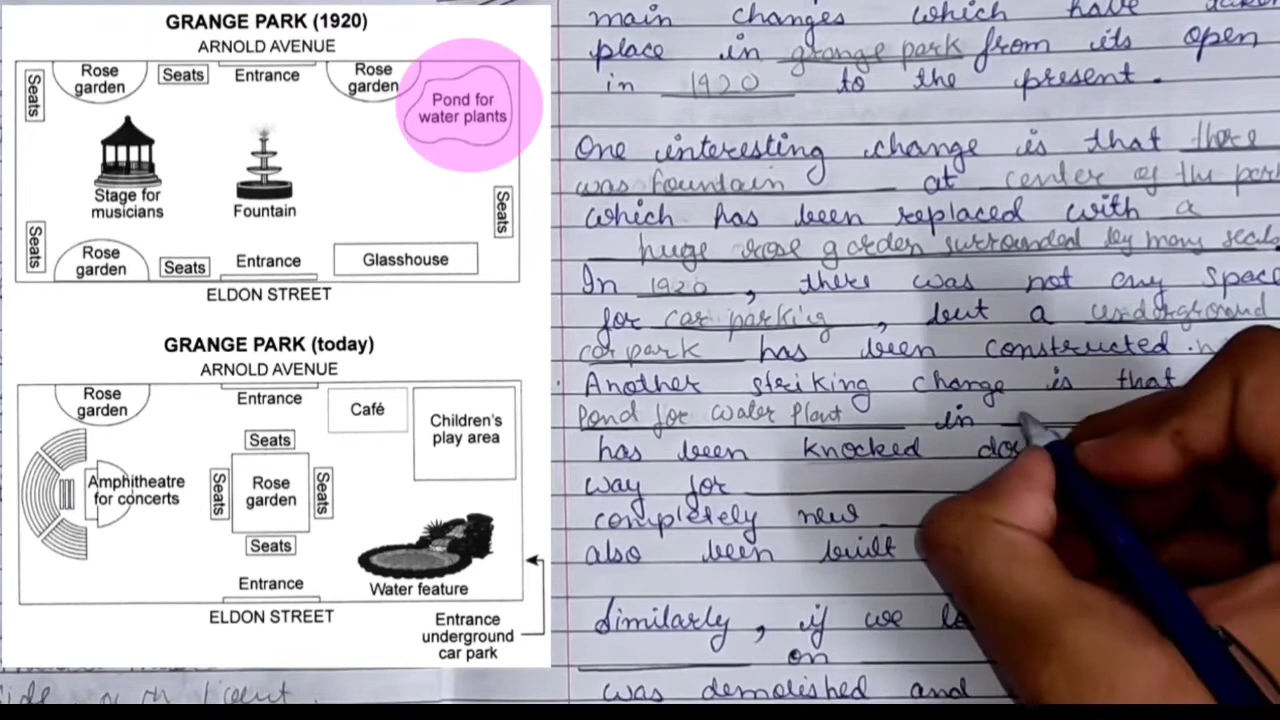 GRANGE PARK (1920)
ARNOLD AVENUE
Rose garden
Seats
Entrance
Rose garden
Pond for water plants
Seats
Stage for musicians
Fountain
Seats
Seats
Rose garden
Seats
Entrance
Glasshouse
ELDON STREET
GRANGE PARK (today)
ARNOLD AVENUE
Rose garden
Entrance
Café
Children's play area
Seats
Amphitheatre for concerts
Seats
Rose garden
Seats
Seats
Entrance
Water feature
ELDON STREET
Entrance underground car park
main changes which have
place in grange park from its open
in 1920 to the present.
One interesting change is that there
was fountain at center of the park
which has been replaced with a
huge rose garden surrounded by many seats
In 1920, there was not any space
for car parking, but a underground
car park has been constructed.
Another striking change is that
Pond for water plant in
has been knocked
way for
completely new
also been built
Similarly, if we
on
was demolished and